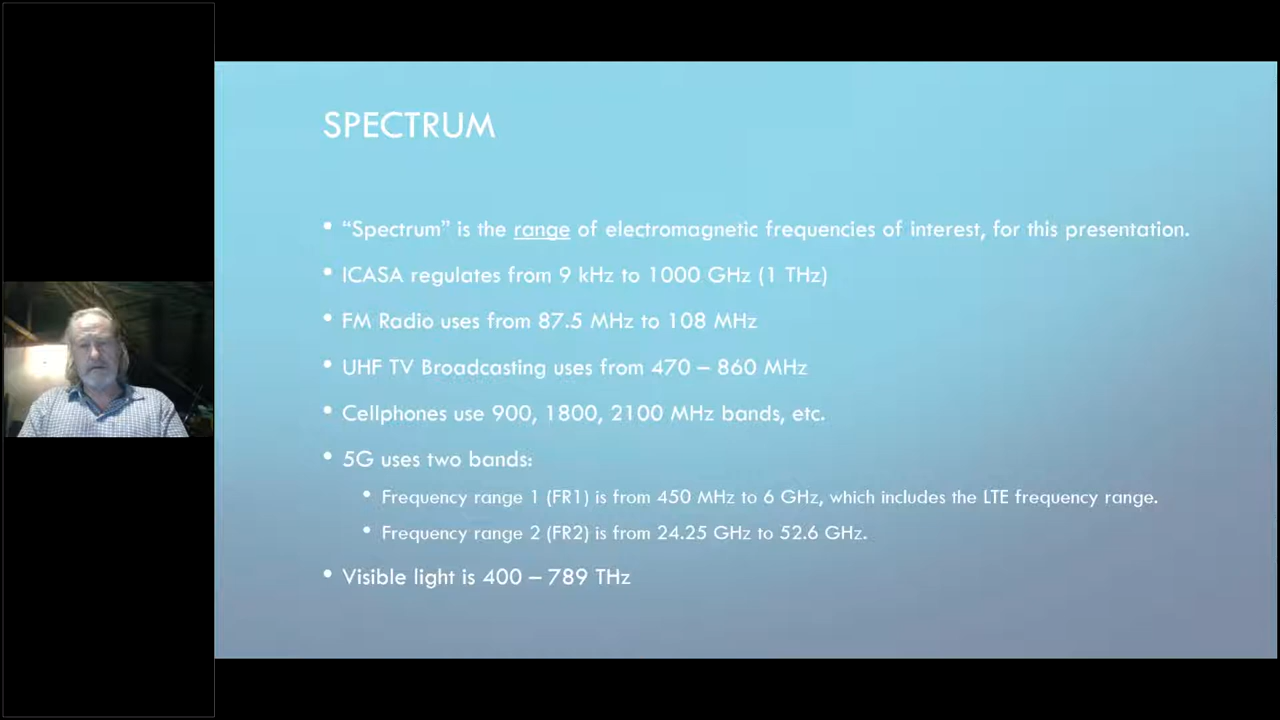 SPECTRUM
• “Spectrum” is the range of electromagnetic frequencies of interest, for this presentation.
• ICASA regulates from 9 kHz to 1000 GHz (1 THz)
• FM Radio uses from 87.5 MHz to 108 MHz
• UHF TV Broadcasting uses from 470 – 860 MHz
• Cellphones use 900, 1800, 2100 MHz bands, etc.
• 5G uses two bands:
• Frequency range 1 (FR1) is from 450 MHz to 6 GHz, which includes the LTE frequency range.
• Frequency range 2 (FR2) is from 24.25 GHz to 52.6 GHz.
• Visible light is 400 – 789 THz